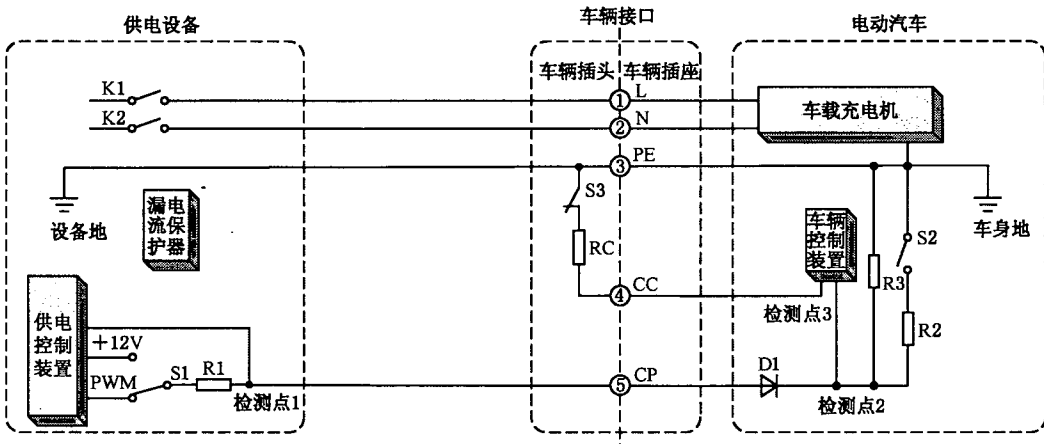 供电设备
车辆接口
电动汽车
车辆插头
车辆插座
K1
K2
① L
② N
③ PE
车载充电机
设备地
漏电
流保
护器
S3
RC
④ CC
车辆
控制
装置
S2
车身地
R3
R2
检测点3
供电
控制
装置
+12V
PWM
S1
R1
检测点1
⑤ CP
D1
检测点2